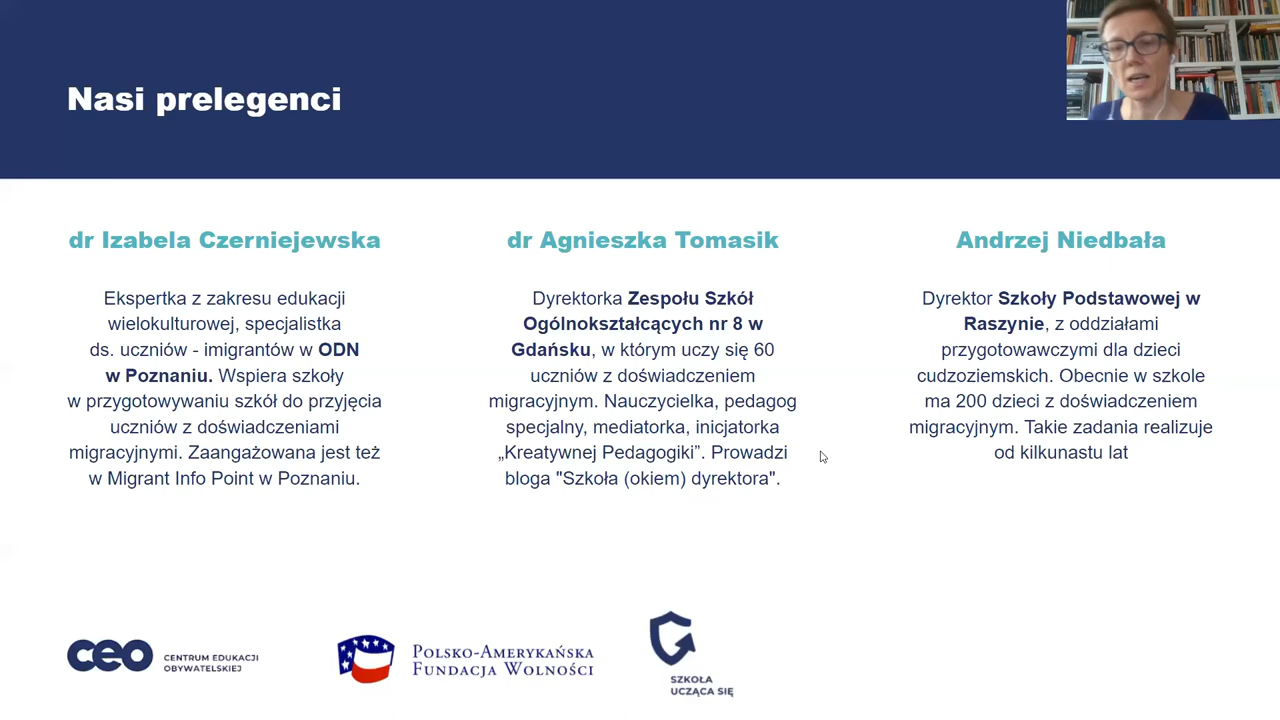 Nasi prelegenci
dr Izabela Czerniejewska
Ekspertka z zakresu edukacji
wielokulturowej, specjalistka
ds. uczniów - imigrantów w ODN
w Poznaniu. Wspiera szkoły
w przygotowywaniu szkół do przyjęcia
uczniów z doświadczeniami
migracyjnymi. Zaangażowana jest też
w Migrant Info Point w Poznaniu.
dr Agnieszka Tomasik
Dyrektorka Zespołu Szkół
Ogólnokształcących nr 8 w
Gdańsku, w którym uczy się 60
uczniów z doświadczeniem
migracyjnym. Nauczycielka, pedagog
specjalny, mediatorka, inicjatorka
„Kreatywnej Pedagogiki”. Prowadzi
bloga "Szkoła (okiem) dyrektora".
Andrzej Niedbała
Dyrektor Szkoły Podstawowej w
Raszynie, z oddziałami
przygotowawczymi dla dzieci
cudzoziemskich. Obecnie w szkole
ma 200 dzieci z doświadczeniem
migracyjnym. Takie zadania realizuje
od kilkunastu lat
ceo
CENTRUM EDUKACJI
OBYWATELSKIEJ
POLSKO-AMERYKAŃSKA
FUNDACJA WOLNOŚCI
SZKOŁA
UCZĄCA SIĘ